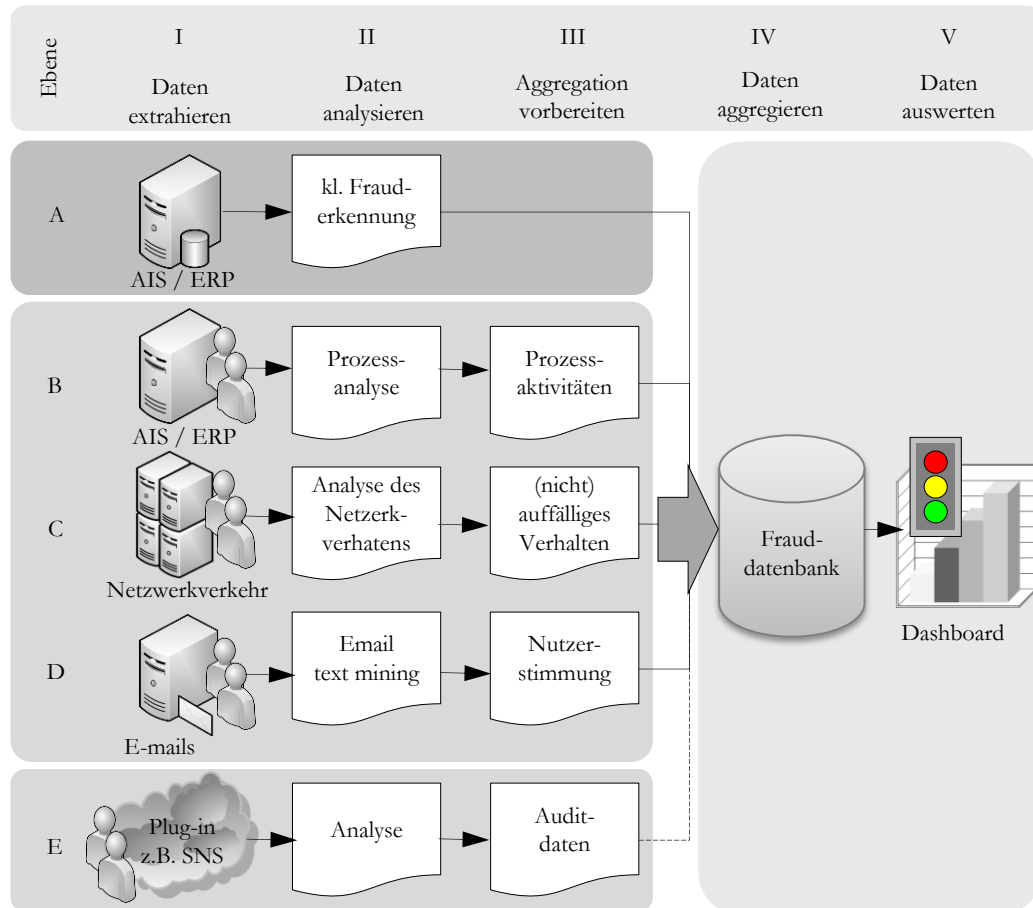 Ebene
I
II
III
IV
V
Daten
extrahieren
Daten
analysieren
Aggregation
vorbereiten
Daten
aggregieren
Daten
auswerten
A
AIS / ERP
kl. Fraud-
erkennung
B
AIS / ERP
Prozess-
analyse
Prozess-
aktivitäten
C
Netzwerkverkehr
Analyse des
Netzerk-
verhatens
(nicht)
auffälliges
Verhalten
D
E-mails
Email
text mining
Nutzer-
stimmung
E
Plug-in
z.B. SNS
Analyse
Audit-
daten
Fraud-
datenbank
Dashboard